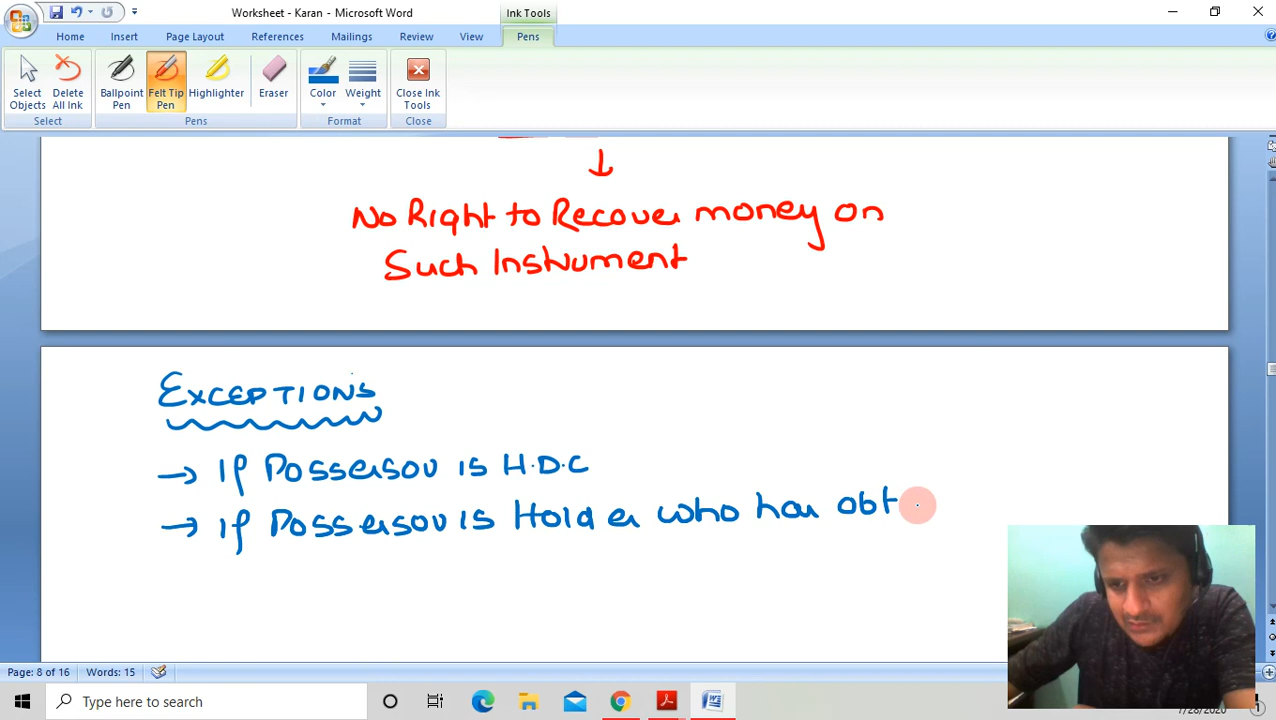 Worksheet - Karan - Microsoft Word
Ink Tools
Home Insert Page Layout References Mailings Review View Pens
Select Objects
Delete All Ink
Ballpoint Pen
Felt Tip Pen
Highlighter
Eraser
Color
Weight
Close Ink Tools
Select Pens Format Close
No Right to Recover money on
Such Instrument
EXCEPTIONS
→ If Possessor is H.D.C
→ If Possessor is Holder who has obt
Page: 8 of 16 Words: 15
Type here to search
7/28/2020